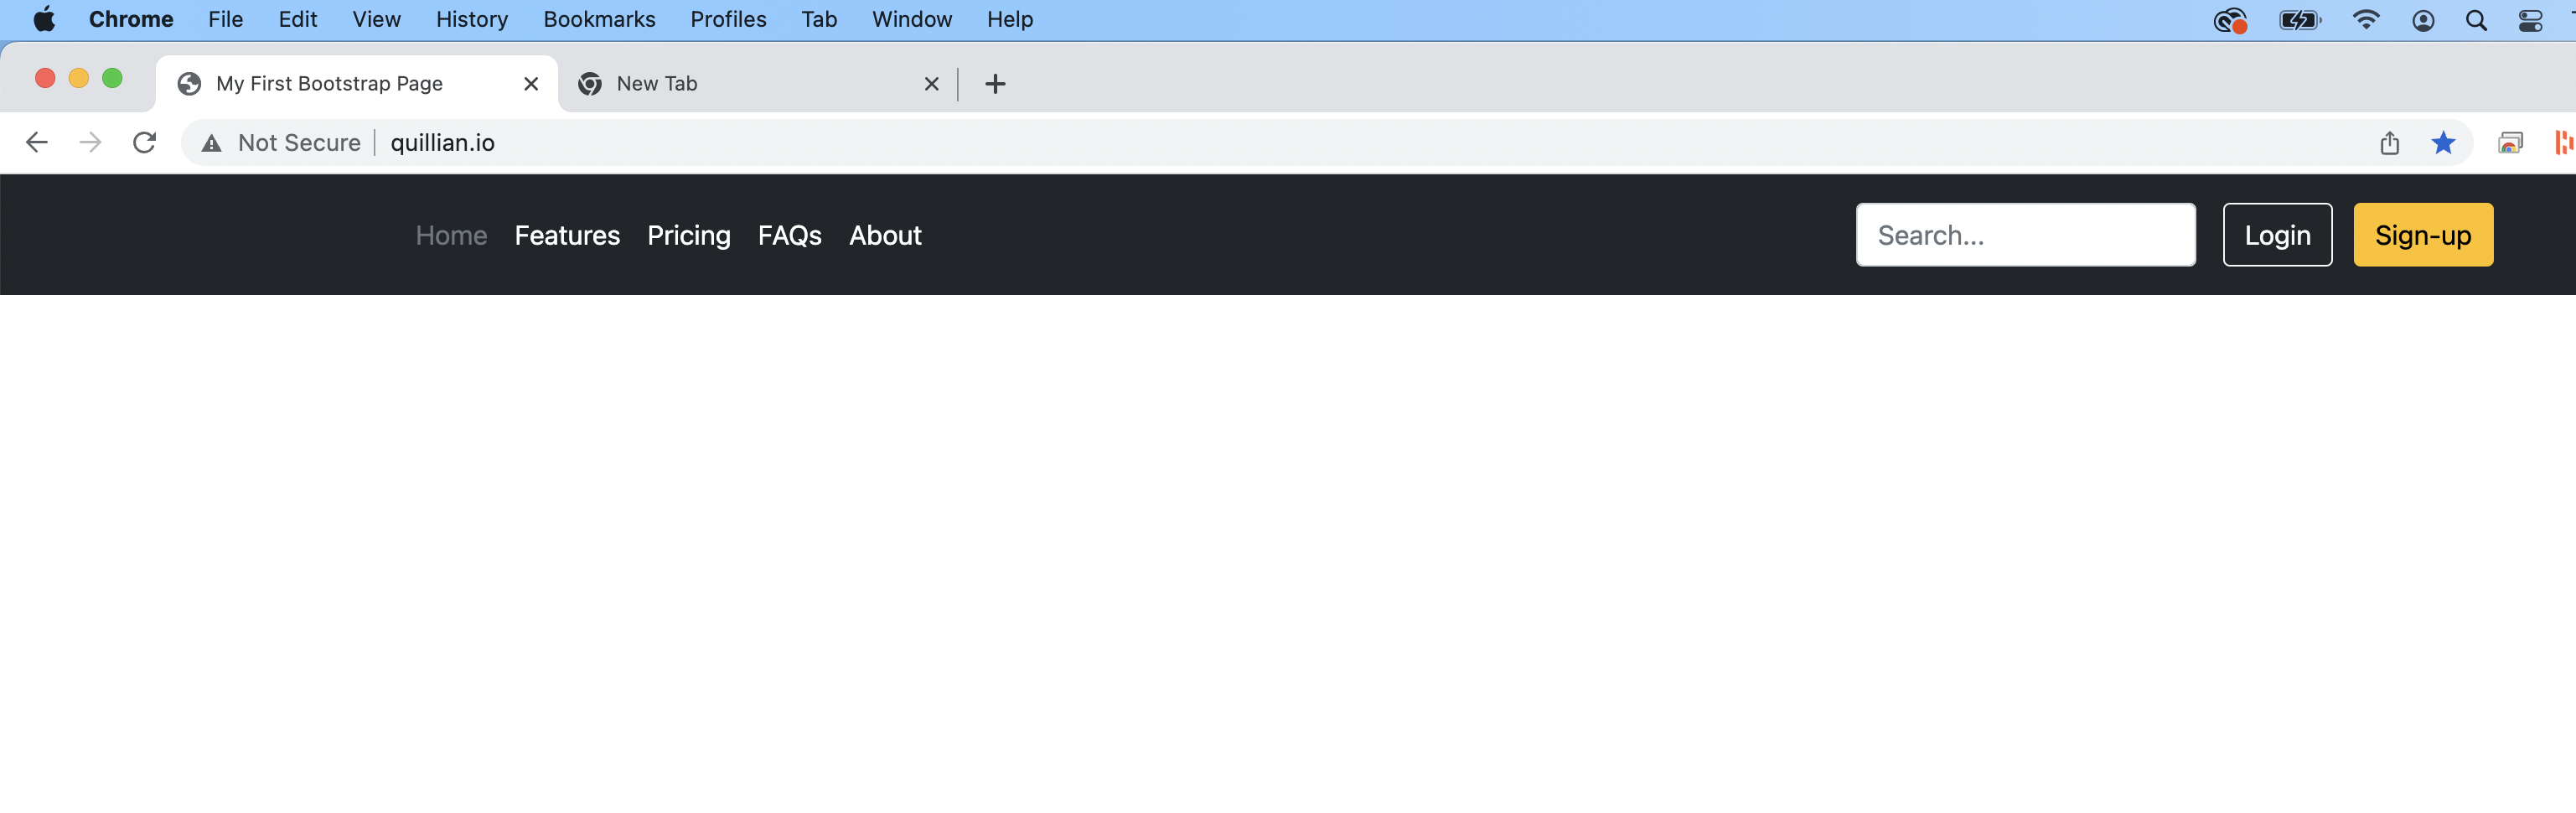 Chrome File Edit View History Bookmarks Profiles Tab Window Help
My First Bootstrap Page New Tab
Not Secure quillian.io
Home Features Pricing FAQs About Search... Login Sign-up